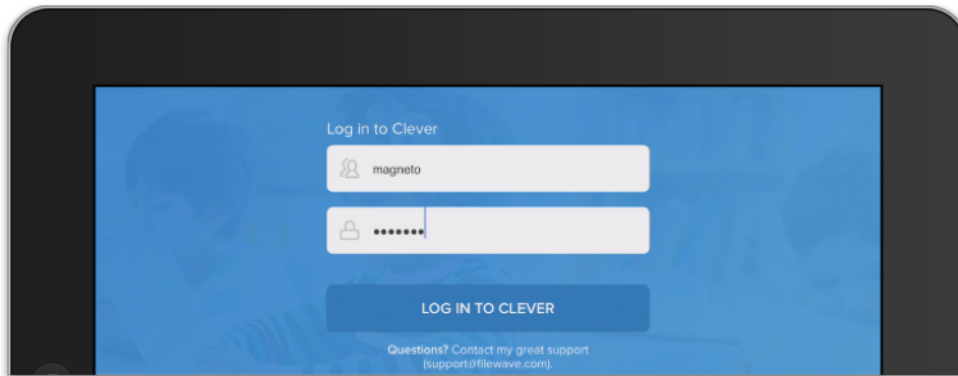 Log in to Clever
magneto
•••••••
LOG IN TO CLEVER
Questions? Contact my great support
(support@filewave.com).